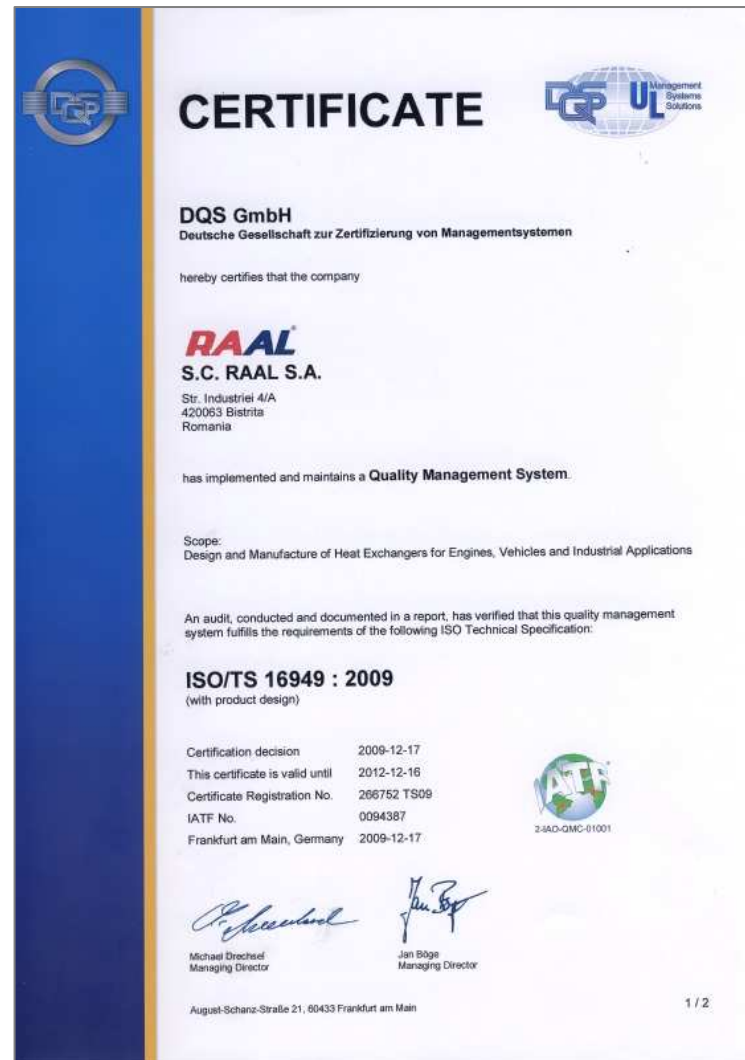 DQS
CERTIFICATE
DQS UL Management
Systems
Solutions
DQS GmbH
Deutsche Gesellschaft zur Zertifizierung von Managementsystemen
hereby certifies that the company
RAAL®
S.C. RAAL S.A.
Str. Industriei 4/A
420063 Bistrita
Romania
has implemented and maintains a Quality Management System.
Scope:
Design and Manufacture of Heat Exchangers for Engines, Vehicles and Industrial Applications
An audit, conducted and documented in a report, has verified that this quality management
system fulfills the requirements of the following ISO Technical Specification:
ISO/TS 16949 : 2009
(with product design)
Certification decision 2009-12-17
This certificate is valid until 2012-12-16
Certificate Registration No. 266752 TS09
IATF No. 0094387
Frankfurt am Main, Germany 2009-12-17
IATF
2-IAO-QMC-01001
Michael Drechsel
Managing Director
Jan Böge
Managing Director
August-Schanz-Straße 21, 60433 Frankfurt am Main
1 / 2